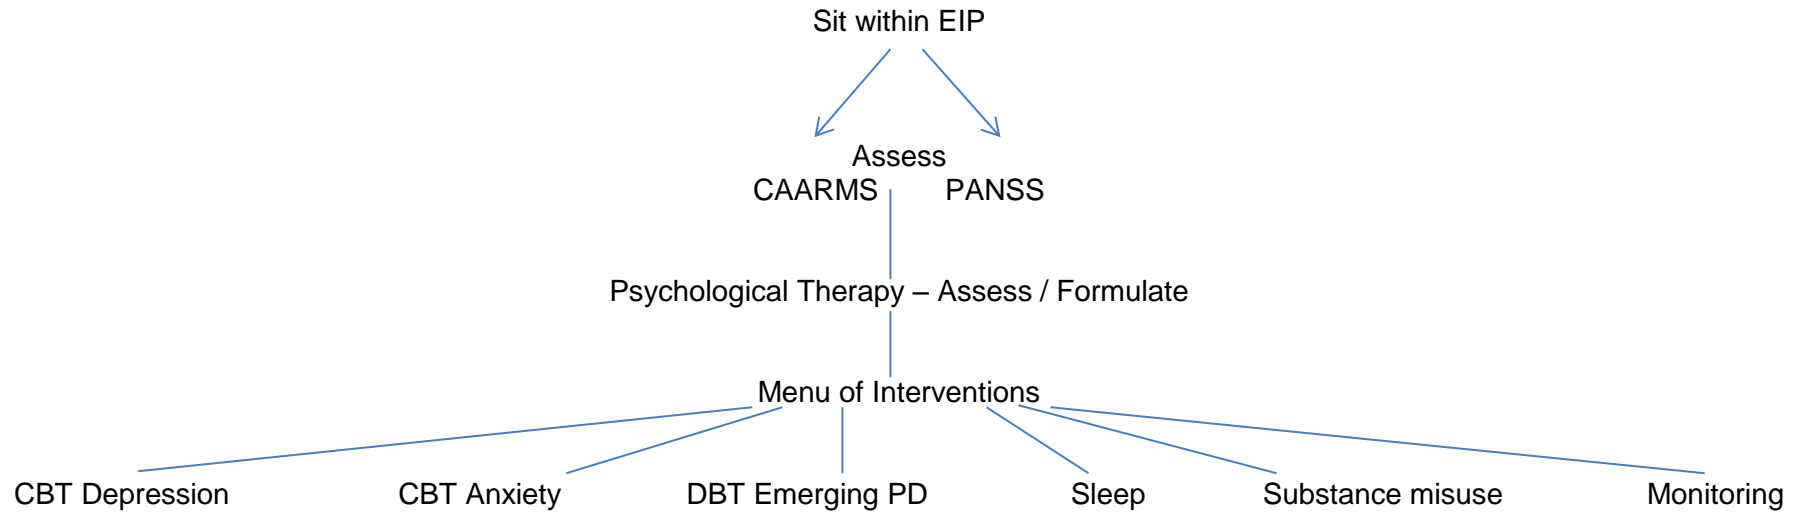 Sit within EIP
Assess
CAARMS PANSS
Psychological Therapy – Assess / Formulate
Menu of Interventions
CBT Depression CBT Anxiety DBT Emerging PD Sleep Substance misuse Monitoring